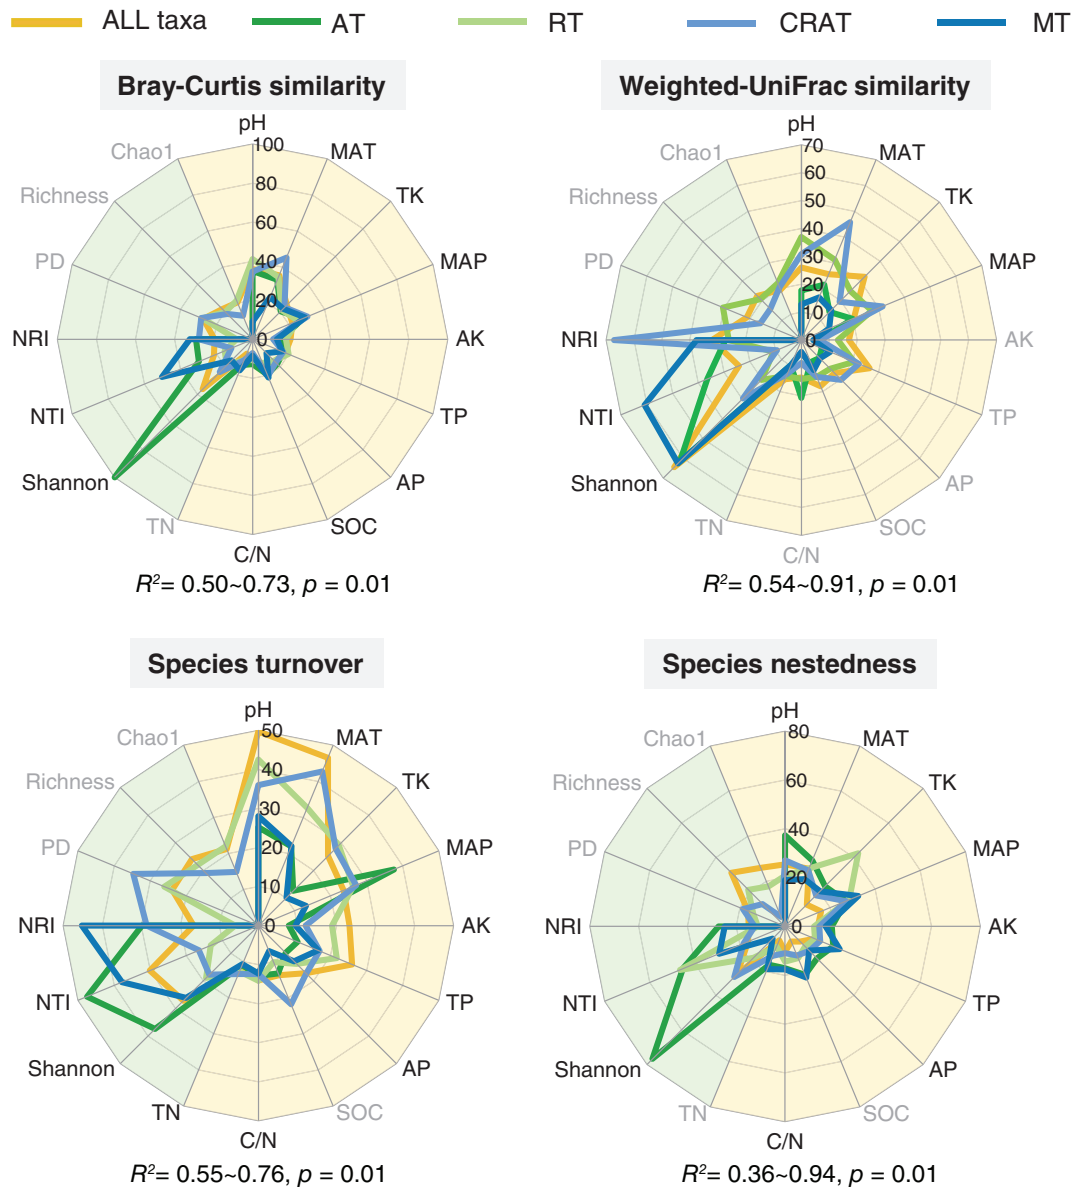 ALL taxa AT RT CRAT MT
Bray-Curtis similarity
pH
MAT
TK
MAP
AK
TP
AP
SOC
C/N
TN
Shannon
NTI
NRI
PD
Richness
Chao1
100
80
60
40
20
0
R²= 0.50~0.73, p = 0.01
Weighted-UniFrac similarity
pH
MAT
TK
MAP
AK
TP
AP
SOC
C/N
TN
Shannon
NTI
NRI
PD
Richness
Chao1
70
60
50
40
30
20
10
0
R²= 0.54~0.91, p = 0.01
Species turnover
pH
MAT
TK
MAP
AK
TP
AP
SOC
C/N
TN
Shannon
NTI
NRI
PD
Richness
Chao1
50
40
30
20
10
0
R²= 0.55~0.76, p = 0.01
Species nestedness
pH
MAT
TK
MAP
AK
TP
AP
SOC
C/N
TN
Shannon
NTI
NRI
PD
Richness
Chao1
80
60
40
20
0
R²= 0.36~0.94, p = 0.01